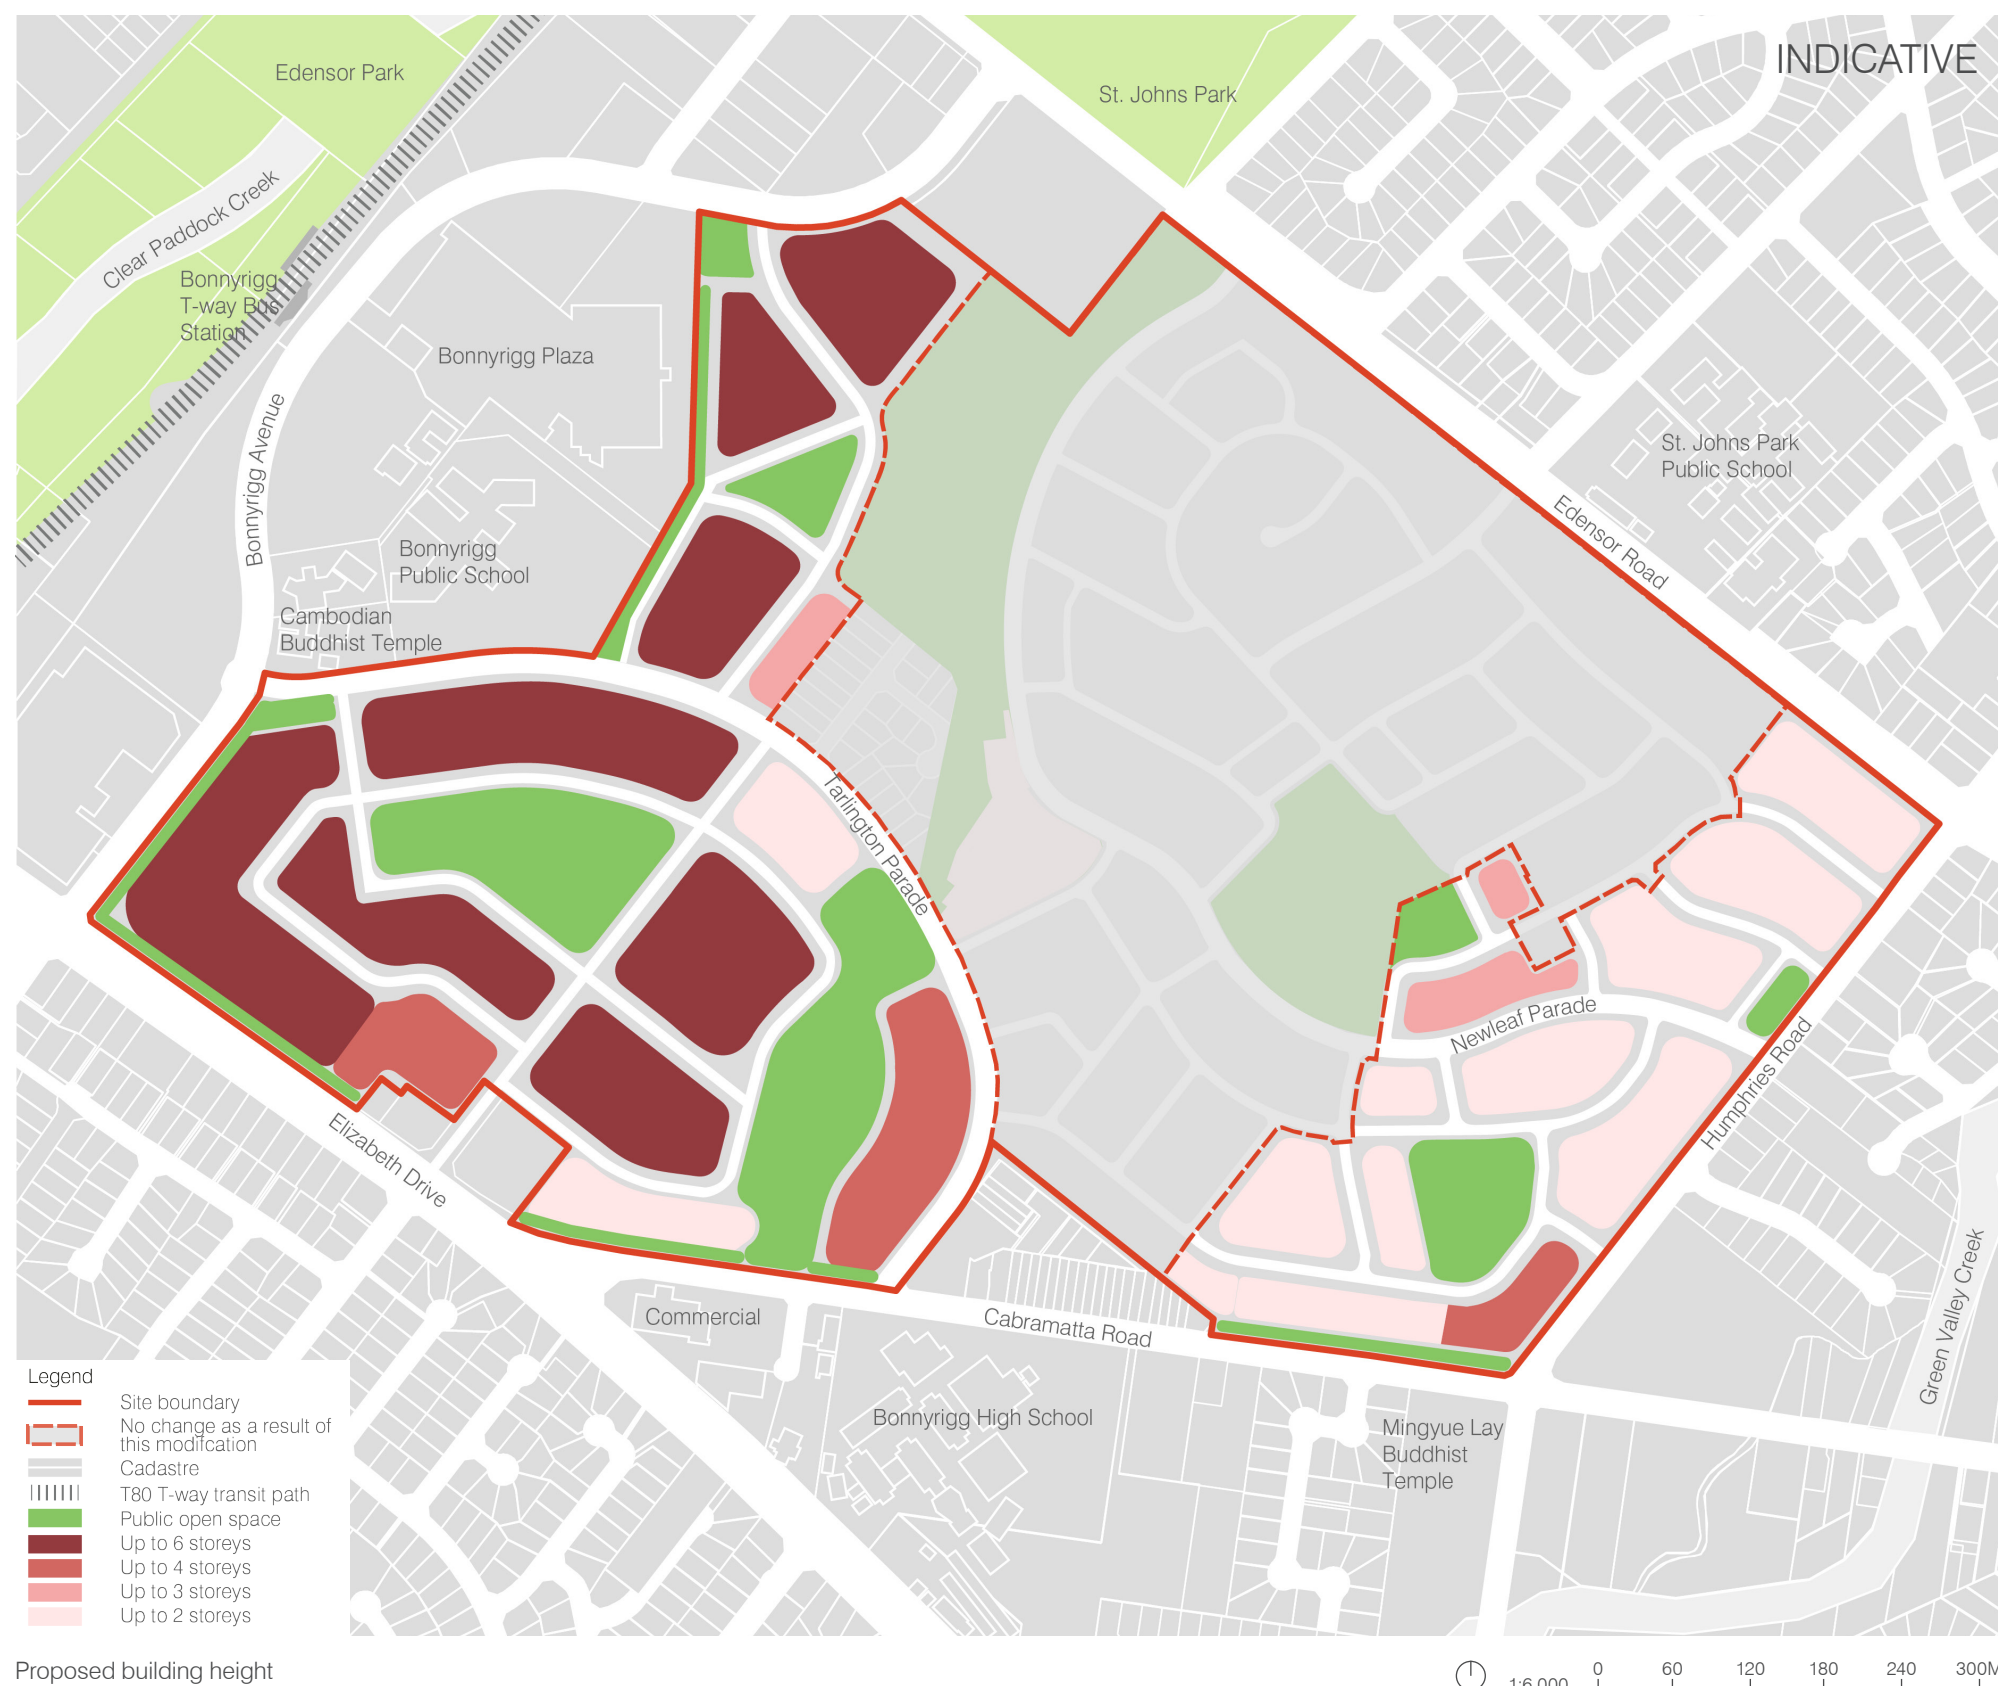 INDICATIVE
Edensor Park
St. Johns Park
Clear Paddock Creek
Bonnyrigg
T-way Bus
Station
Bonnyrigg Plaza
Bonnyrigg Avenue
St. Johns Park
Public School
Edensor Road
Bonnyrigg
Public School
Cambodian
Buddhist Temple
Tarlington Parade
Newleaf Parade
Humphries Road
Elizabeth Drive
Commercial
Cabramatta Road
Green Valley Creek
Bonnyrigg High School
Mingyue Lay
Buddhist
Temple
Legend
Site boundary
No change as a result of
this modifcation
Cadastre
T80 T-way transit path
Public open space
Up to 6 storeys
Up to 4 storeys
Up to 3 storeys
Up to 2 storeys
Proposed building height
1:6,000
0 60 120 180 240 300M